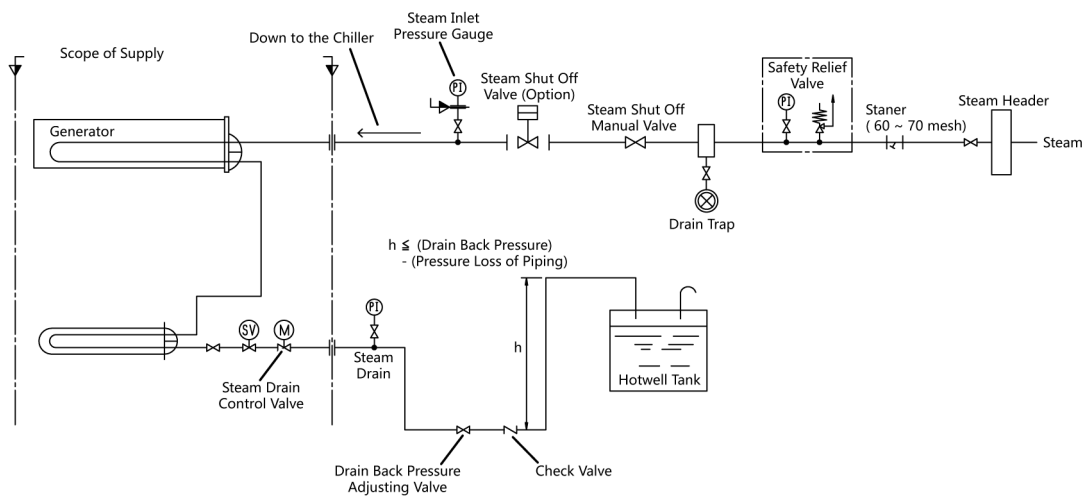 Steam Inlet
Pressure Gauge
Down to the Chiller
Scope of Supply
PI
Steam Shut Off
Valve (Option)
Steam Shut Off
Manual Valve
Safety Relief
Valve
PI
Staner
( 60 ~ 70 mesh)
Steam Header
Steam
Generator
Drain Trap
h ≦ (Drain Back Pressure)
- (Pressure Loss of Piping)
PI
SV
M
h
Steam
Drain
Steam Drain
Control Valve
Hotwell Tank
Drain Back Pressure
Adjusting Valve
Check Valve